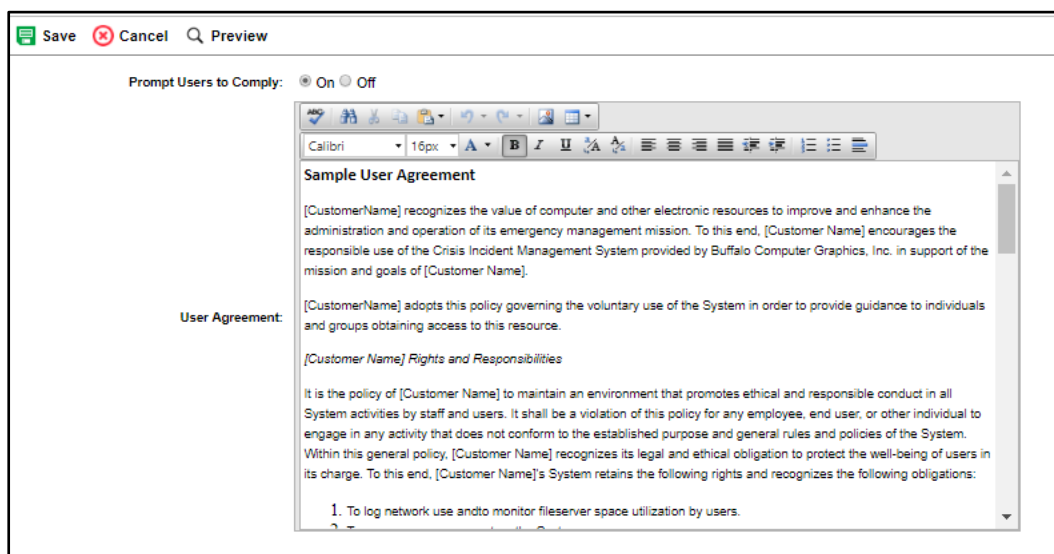 Save Cancel Preview
Prompt Users to Comply: On Off
ABC
Calibri 16px A B I U
Sample User Agreement
[CustomerName] recognizes the value of computer and other electronic resources to improve and enhance the
administration and operation of its emergency management mission. To this end, [Customer Name] encourages the
responsible use of the Crisis Incident Management System provided by Buffalo Computer Graphics, Inc. in support of the
mission and goals of [Customer Name].
[CustomerName] adopts this policy governing the voluntary use of the System in order to provide guidance to individuals
and groups obtaining access to this resource.
User Agreement:
[Customer Name] Rights and Responsibilities
It is the policy of [Customer Name] to maintain an environment that promotes ethical and responsible conduct in all
System activities by staff and users. It shall be a violation of this policy for any employee, end user, or other individual to
engage in any activity that does not conform to the established purpose and general rules and policies of the System.
Within this general policy, [Customer Name] recognizes its legal and ethical obligation to protect the well-being of users in
its charge. To this end, [Customer Name]'s System retains the following rights and recognizes the following obligations:
1. To log network use andto monitor fileserver space utilization by users.